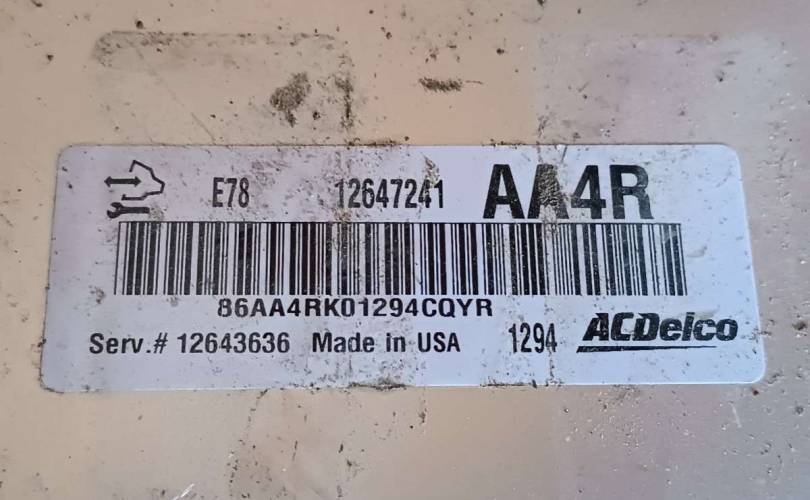 E78 12647241 AA4R
86AA4RK01294CQYR
Serv.# 12643636 Made in USA 1294 ACDelco